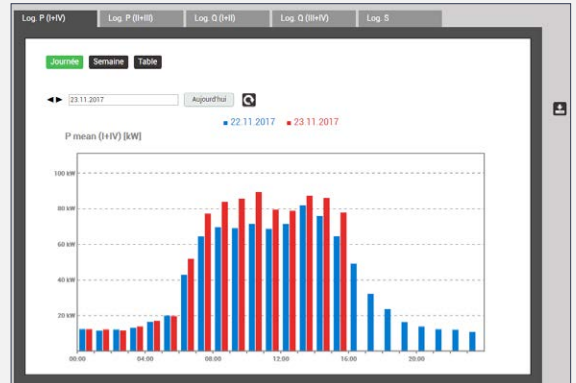 Log. P (I+IV) Log. P (II+III) Log. Q (I+II) Log. Q (III+IV) Log. S
Journée Semaine Table
23.11.2017 Aujourd'hui
22.11.2017 23.11.2017
P mean (I+IV) [kW]
100 kW
80 kW
60 kW
40 kW
20 kW
00:00 04:00 08:00 12:00 16:00 20:00